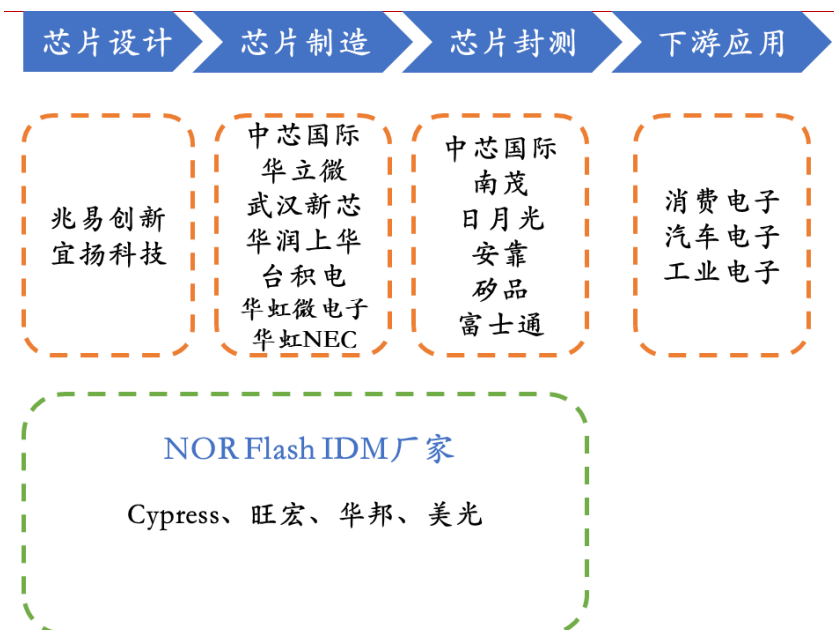 芯片设计
芯片制造
芯片封测
下游应用
兆易创新
宜扬科技
中芯国际
华立微
武汉新芯
华润上华
台积电
华虹微电子
华虹NEC
中芯国际
南茂
日月光
安靠
矽品
富士通
消费电子
汽车电子
工业电子
NOR Flash IDM厂家
Cypress、旺宏、华邦、美光